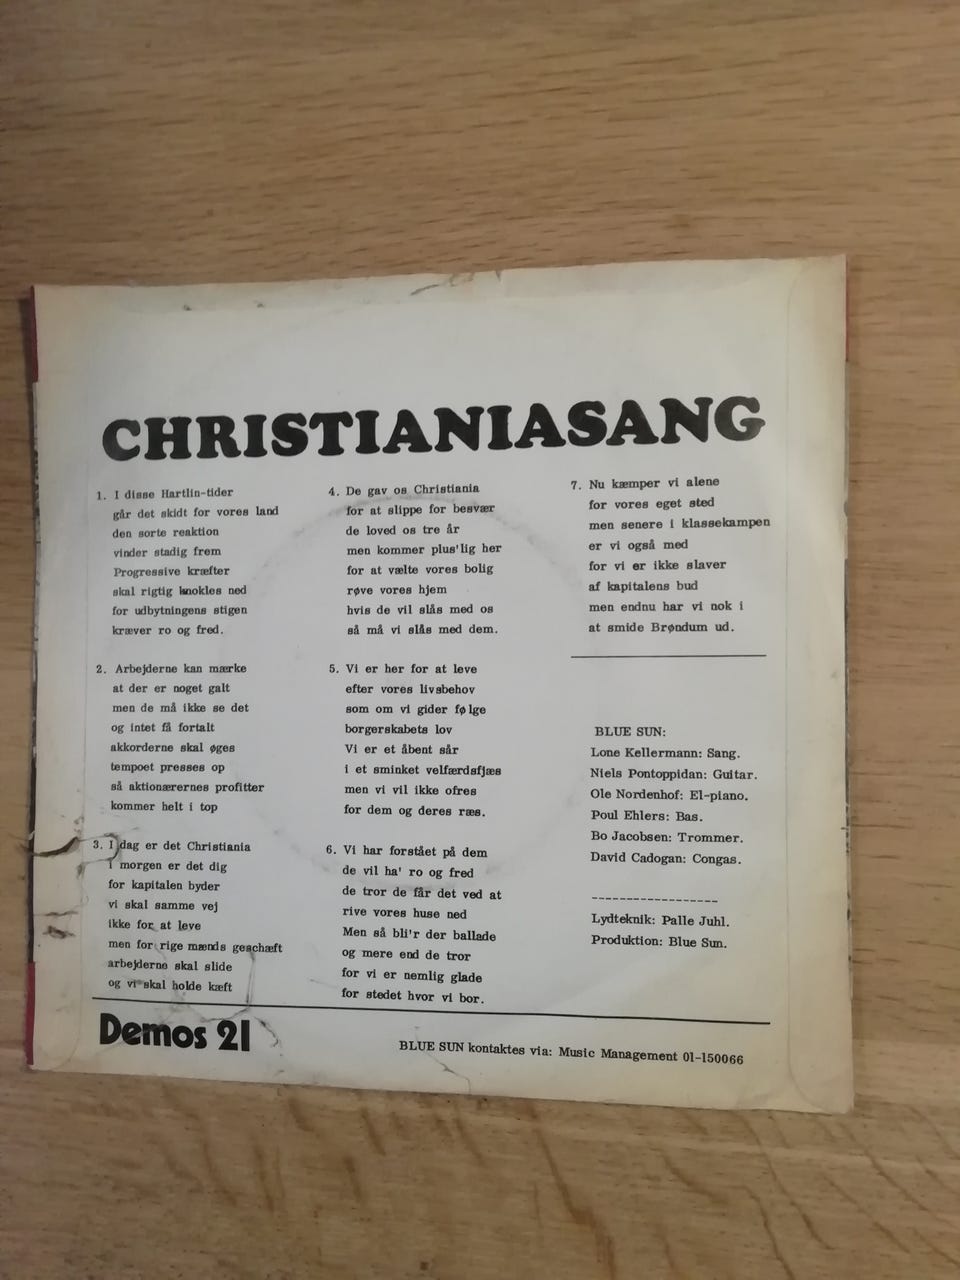 CHRISTIANIASANG
1. I disse Hartlin-tider
går det skidt for vores land
den sorte reaktion
vinder stadig frem
Progressive kræfter
skal rigtig knokles ned
for udbytningens stigen
kræver ro og fred.
2. Arbejderne kan mærke
at der er noget galt
men de må ikke se det
og intet få fortalt
akkorderne skal øges
tempoet presses op
så aktionærernes profitter
kommer helt i top
3. I dag er det Christiania
i morgen er det dig
for kapitalen byder
vi skal samme vej
ikke for at leve
men for rige mænds geschæft
arbejderne skal slide
og vi skal holde kæft
4. De gav os Christiania
for at slippe for besvær
de loved os tre år
men kommer plus'lig her
for at vælte vores bolig
røve vores hjem
hvis de vil slås med os
så må vi slås med dem.
5. Vi er her for at leve
efter vores livsbehov
som om vi gider følge
borgerskabets lov
Vi er et åbent sår
i et sminket velfærdsfjæs
men vi vil ikke ofres
for dem og deres ræs.
6. Vi har forstået på dem
de vil ha' ro og fred
de tror de får det ved at
rive vores huse ned
Men så bli'r der ballade
og mere end de tror
for vi er nemlig glade
for stedet hvor vi bor.
7. Nu kæmper vi alene
for vores eget sted
men senere i klassekampen
er vi også med
for vi er ikke slaver
af kapitalens bud
men endnu har vi nok i
at smide Brøndum ud.
BLUE SUN:
Lone Kellermann: Sang.
Niels Pontoppidan: Guitar.
Ole Nordenhof: El-piano.
Poul Ehlers: Bas.
Bo Jacobsen: Trommer.
David Cadogan: Congas.
------------------
Lydteknik: Palle Juhl.
Produktion: Blue Sun.
Demos 21
BLUE SUN kontaktes via: Music Management 01-150066